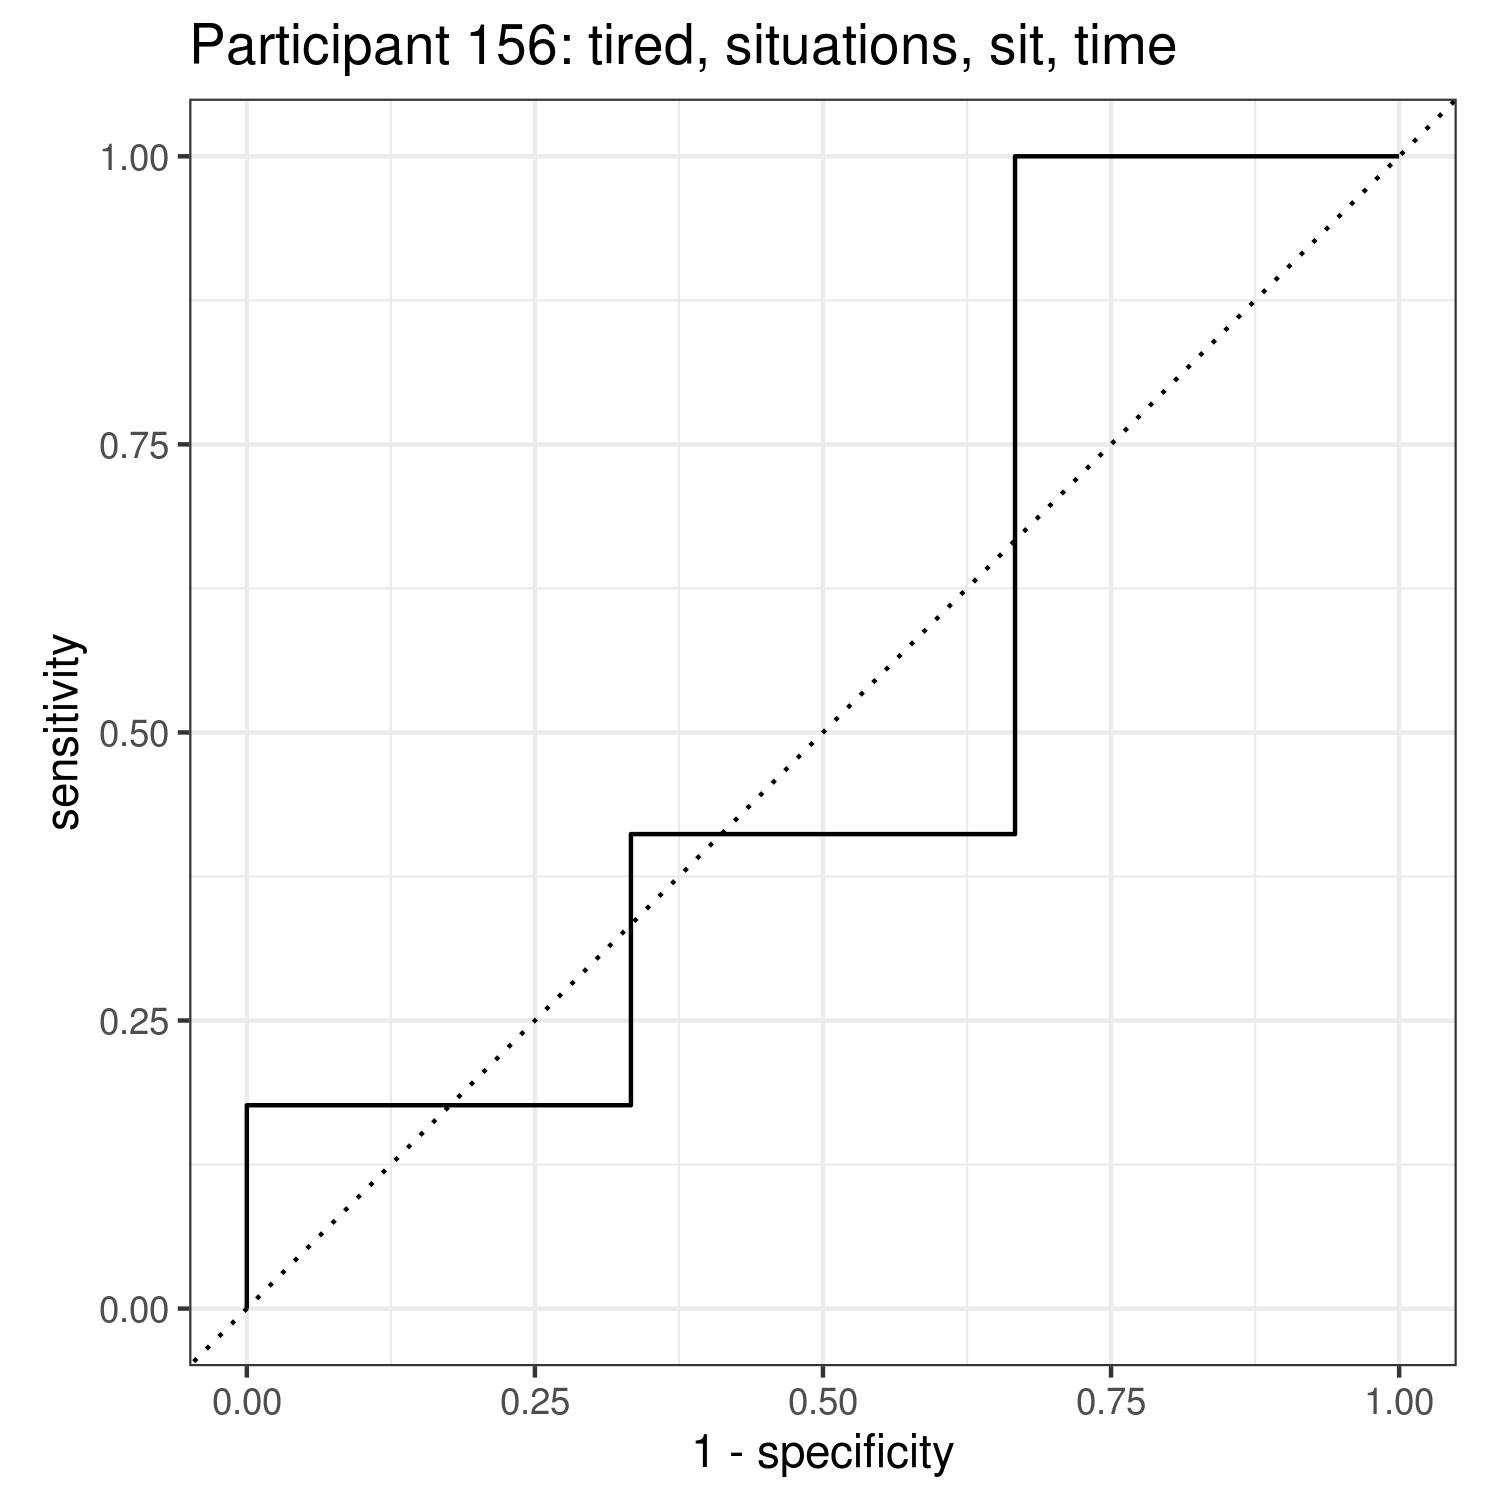 Participant 156: tired, situations, sit, time
1.00
0.75
0.50
0.25
0.00
sensitivity
0.00 0.25 0.50 0.75 1.00
1 - specificity